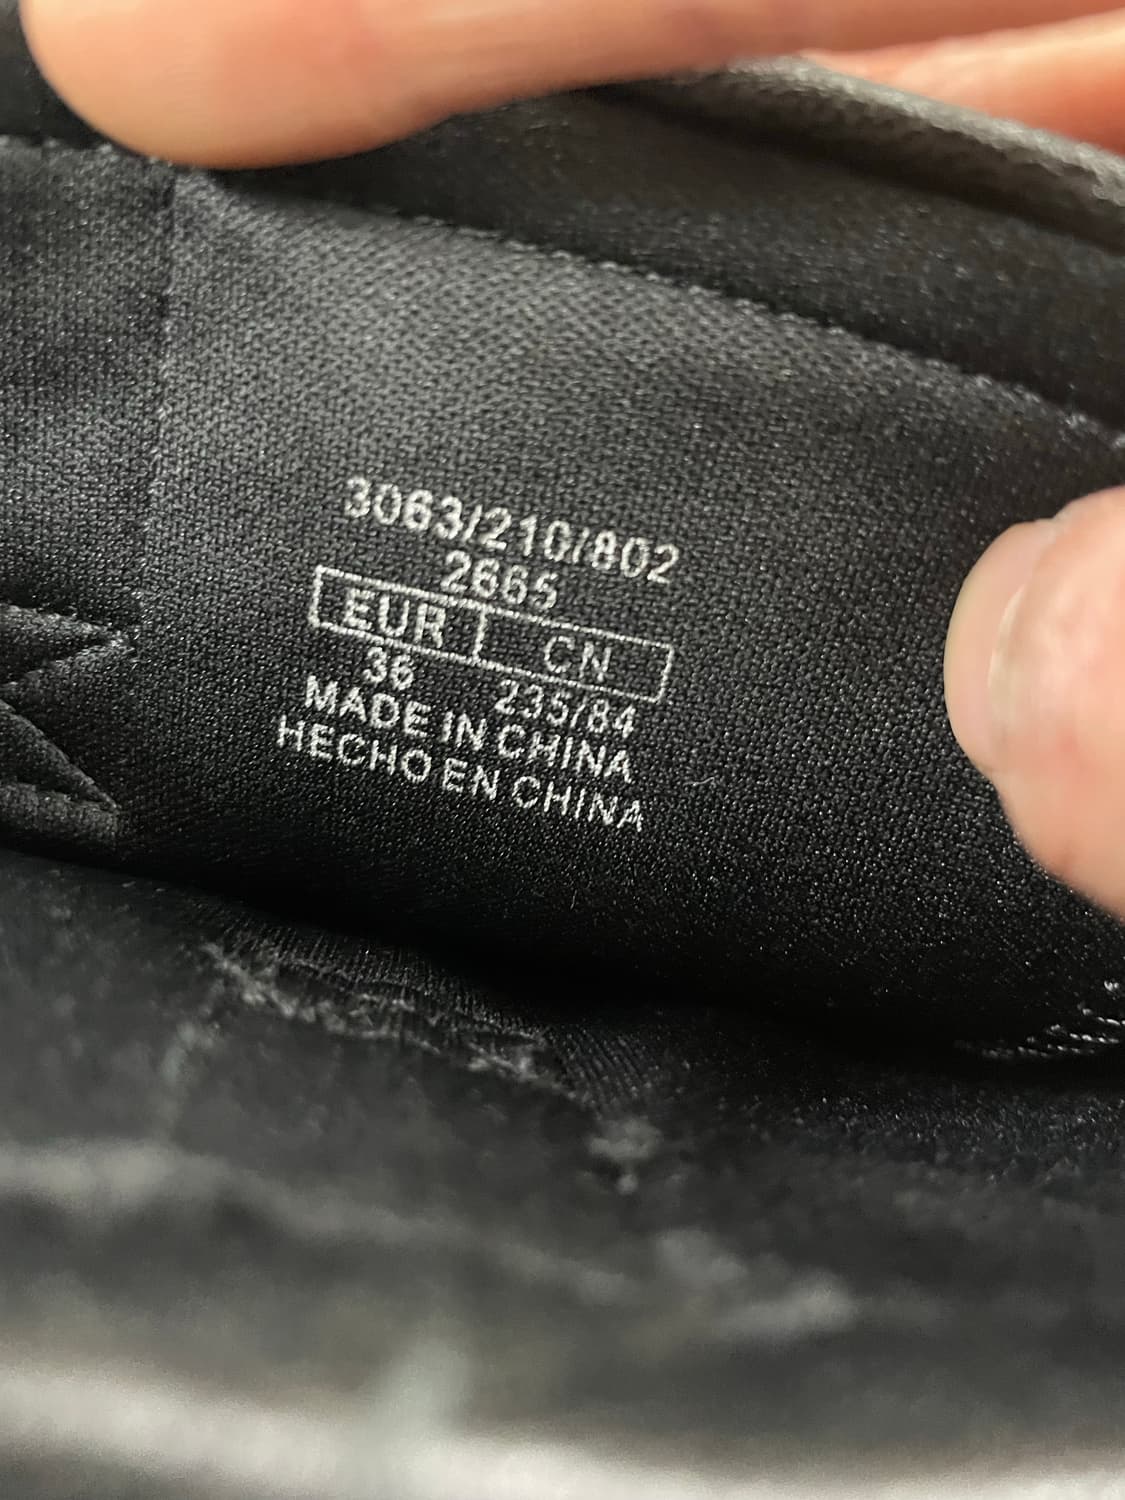 3063/210/802
2665
EUR CN
36 235/84
MADE IN CHINA
HECHO EN CHINA